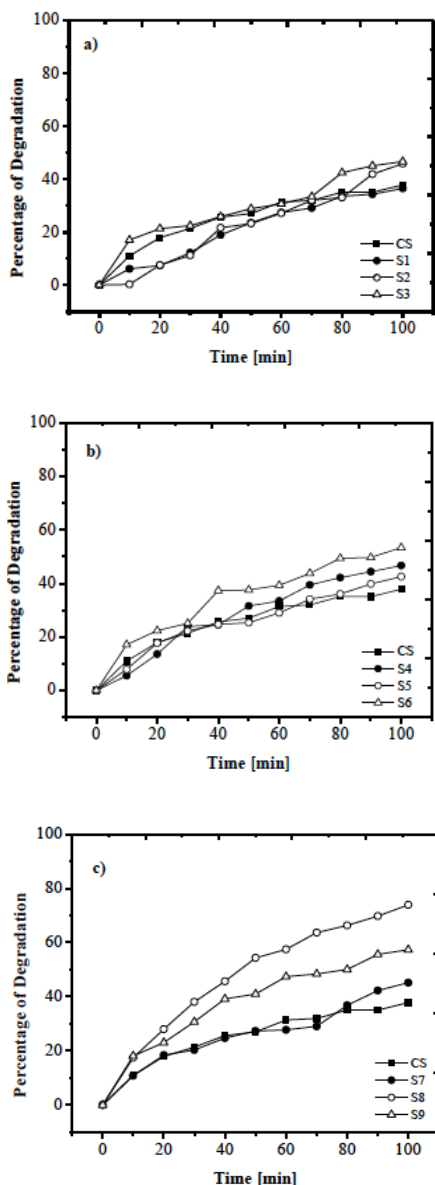 100
a)
80
60
40
20
0
Percentage of Degradation
CS
S1
S2
S3
0 20 40 60 80 100
Time [min]
100
b)
80
60
40
20
0
Percentage of Degradation
CS
S4
S5
S6
0 20 40 60 80 100
Time [min]
100
c)
80
60
40
20
0
Percentage of Degradation
CS
S7
S8
S9
0 20 40 60 80 100
Time [min]